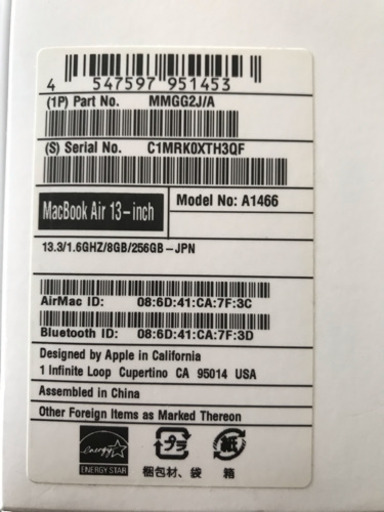 4 547597 951453
(1P) Part No. MMGG2J/A
(S) Serial No. C1MRK0XTH3QF
MacBook Air 13-inch
Model No: A1466
13.3/1.6GHZ/8GB/256GB-JPN
AirMac ID: 08:6D:41:CA:7F:3C
Bluetooth ID: 08:6D:41:CA:7F:3D
Designed by Apple in California
1 Infinite Loop Cupertino CA 95014 USA
Assembled in China
Other Foreign Items as Marked Thereon
energy
ENERGY STAR
プラ
紙
梱包材、袋
箱